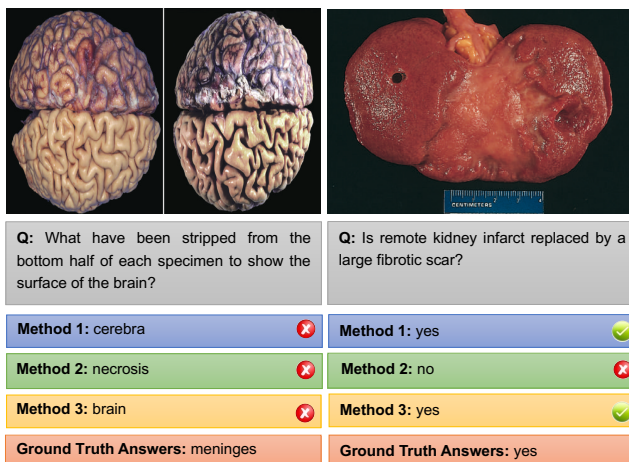 CENTIMETERS
Q: What have been stripped from the
bottom half of each specimen to show the
surface of the brain?
Method 1: cerebra
Method 2: necrosis
Method 3: brain
Ground Truth Answers: meninges
Q: Is remote kidney infarct replaced by a
large fibrotic scar?
Method 1: yes
Method 2: no
Method 3: yes
Ground Truth Answers: yes